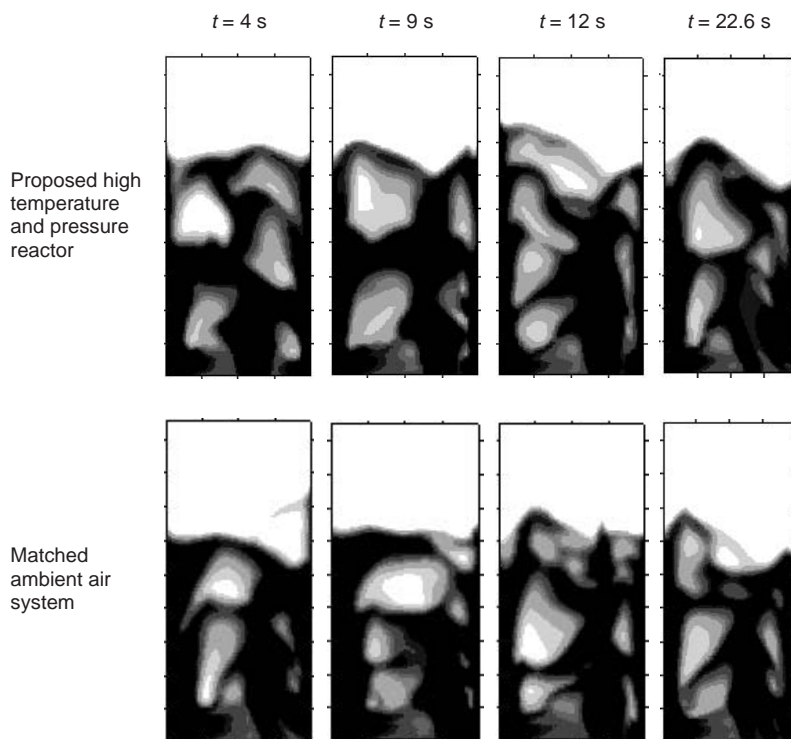 t = 4 s
t = 9 s
t = 12 s
t = 22.6 s
Proposed high
temperature
and pressure
reactor
Matched
ambient air
system